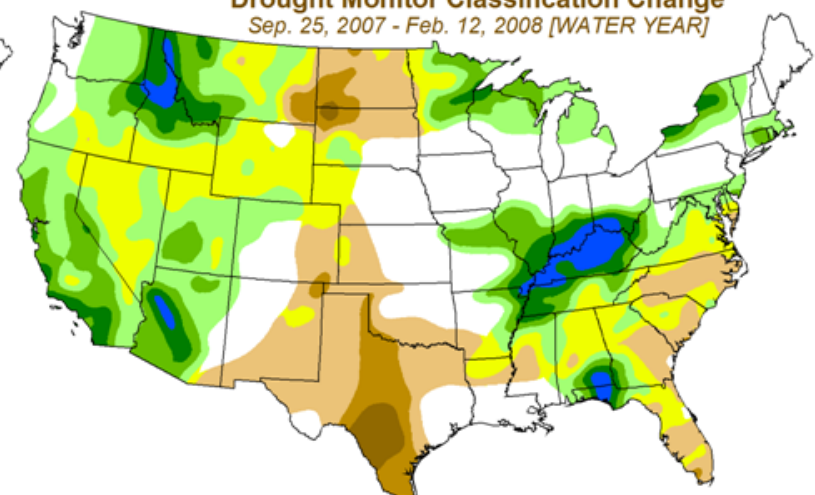 Drought Monitor Classification Change
Sep. 25, 2007 - Feb. 12, 2008 [WATER YEAR]